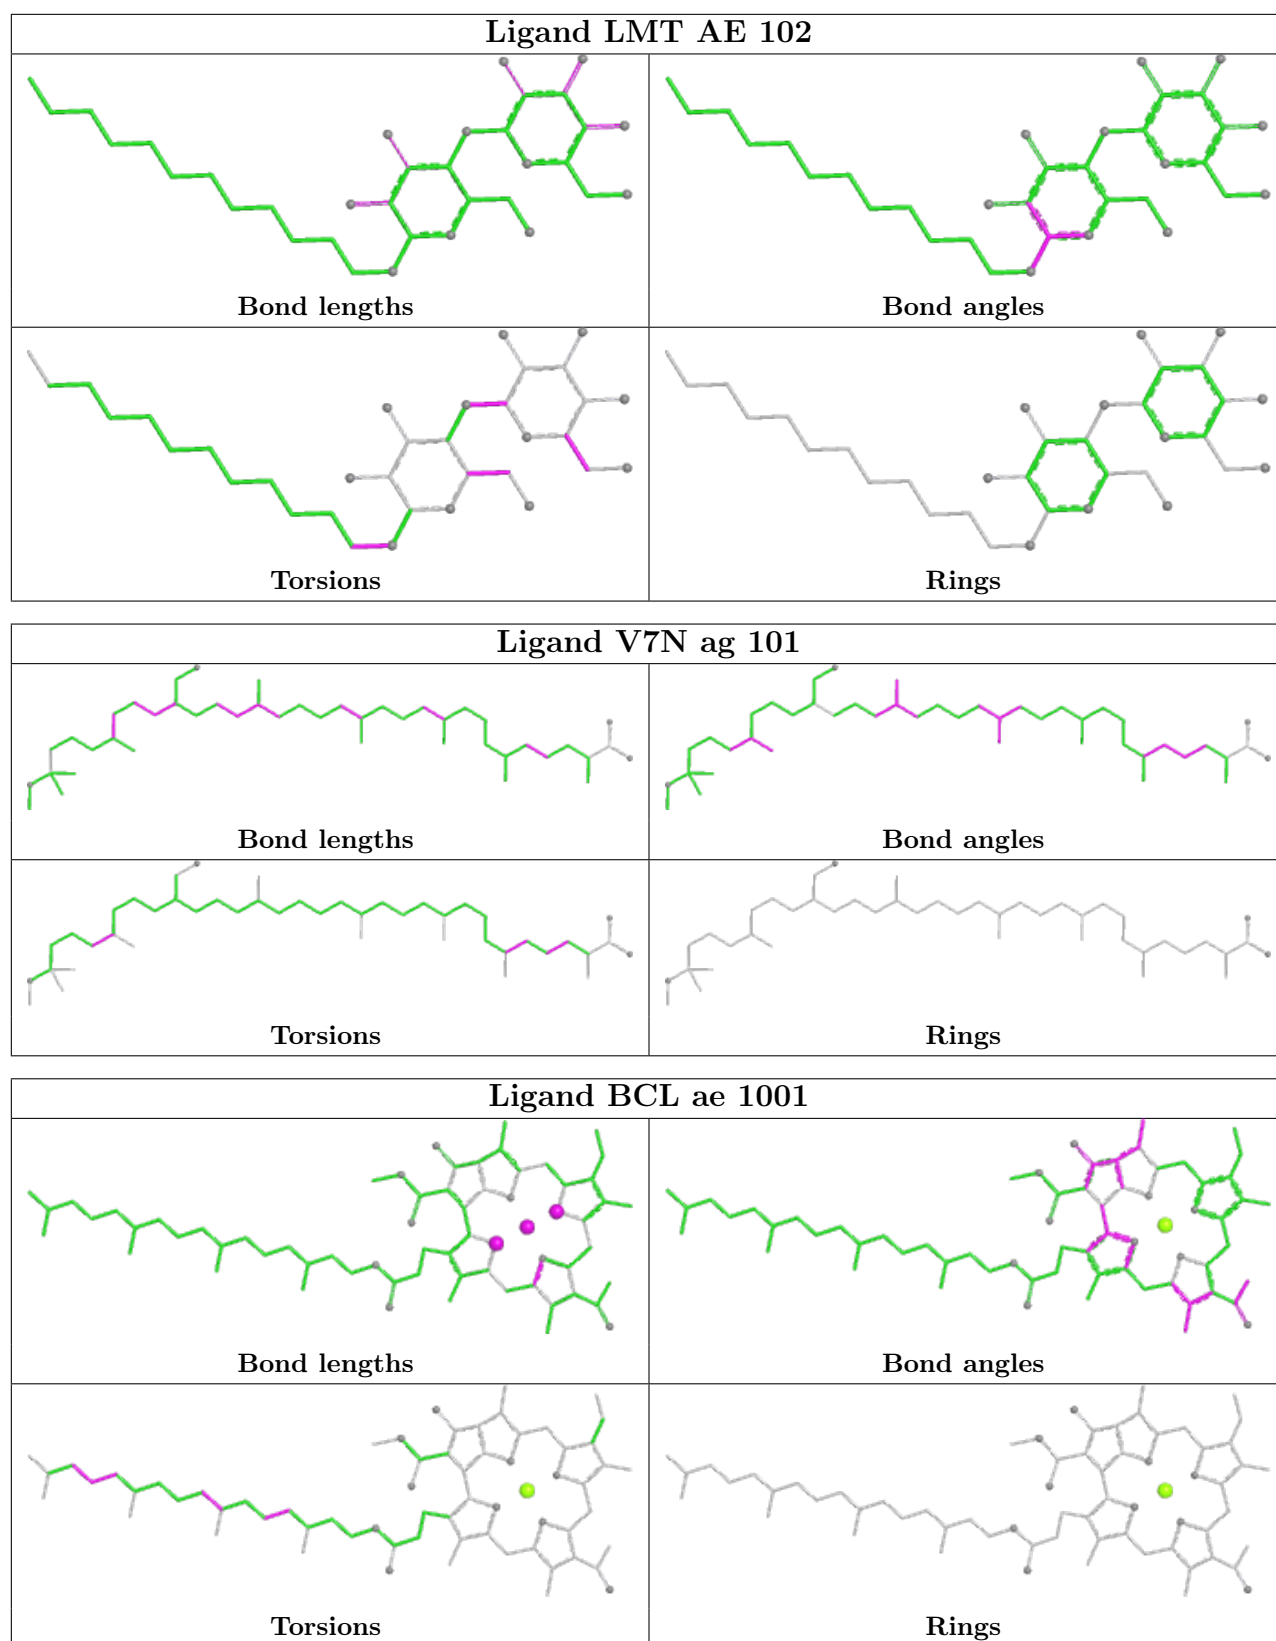 Ligand LMT AE 102
Bond lengths
Bond angles
Torsions
Rings
Ligand V7N ag 101
Bond lengths
Bond angles
Torsions
Rings
Ligand BCL ae 1001
Bond lengths
Bond angles
Torsions
Rings